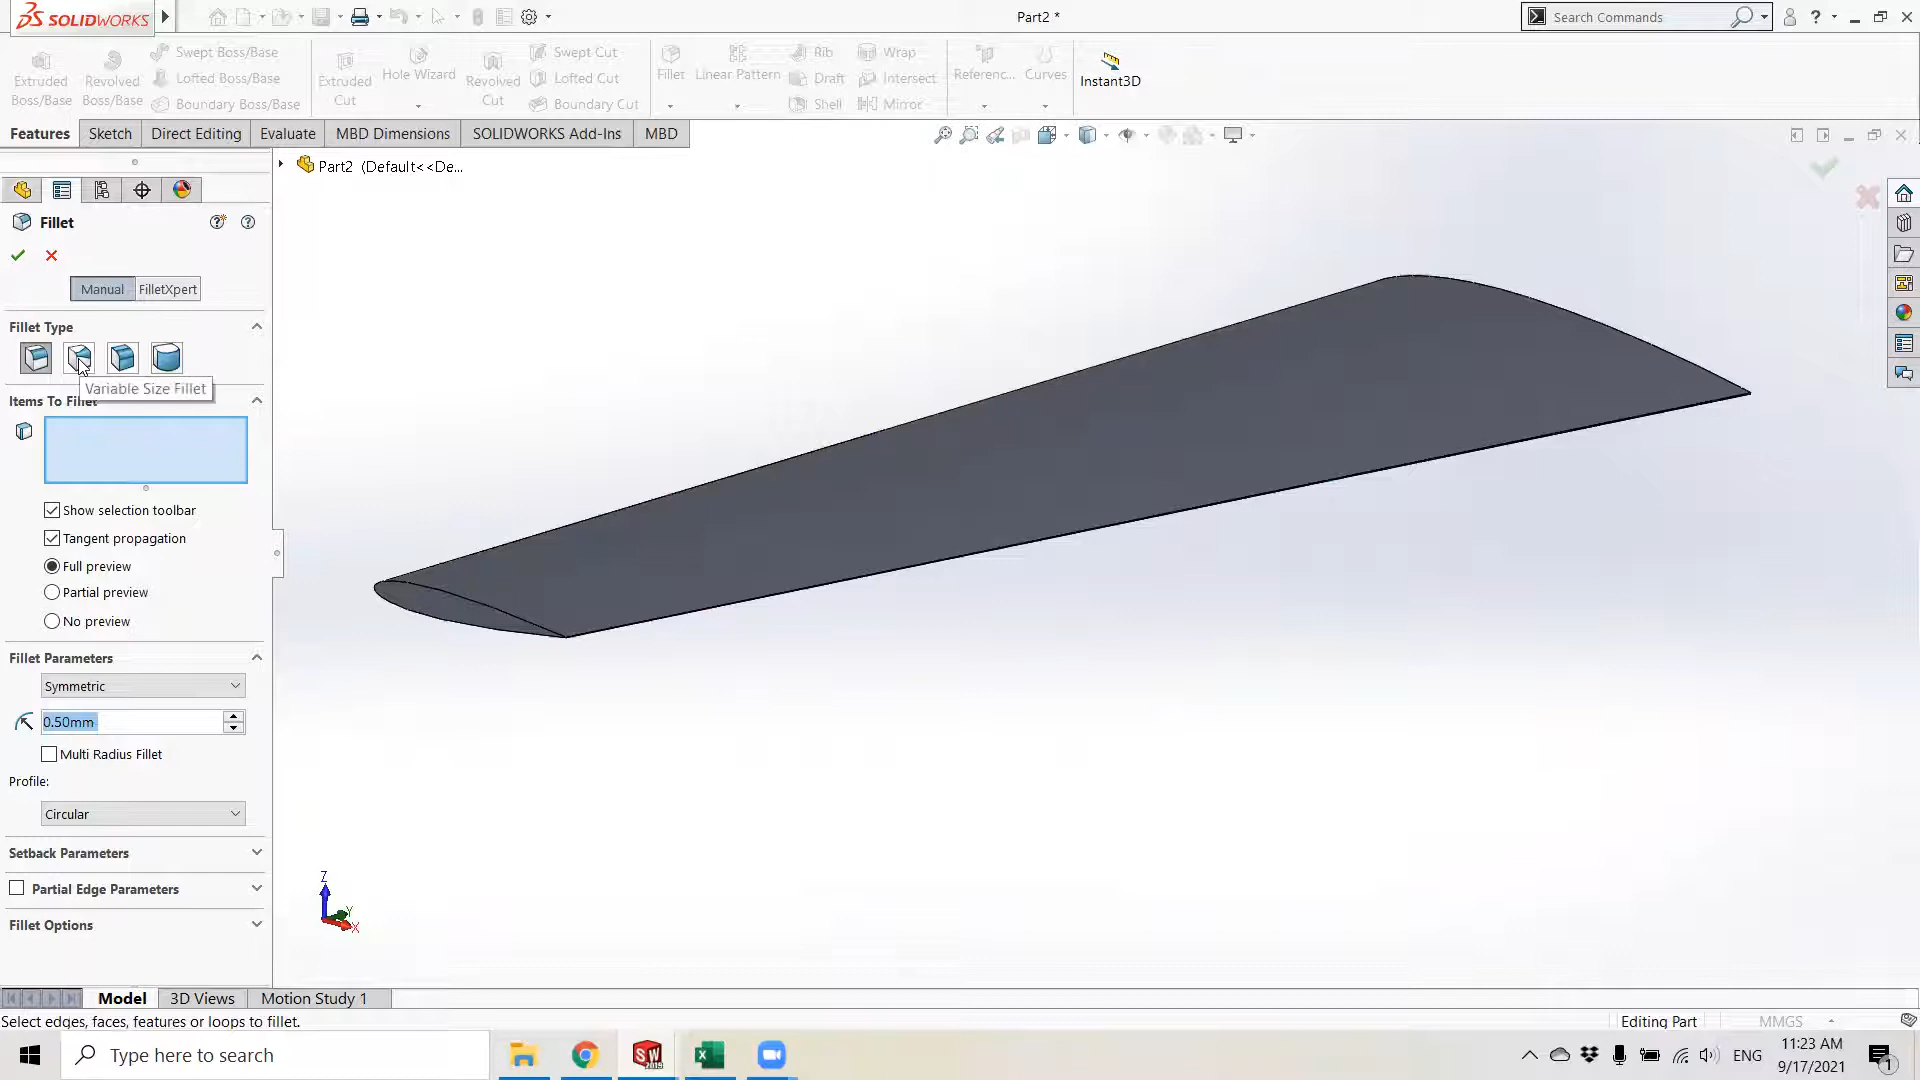 SOLIDWORKS
Part2 *
Search Commands
?
Extruded Boss/Base
Revolved Boss/Base
Swept Boss/Base
Lofted Boss/Base
Boundary Boss/Base
Extruded Cut
Hole Wizard
Revolved Cut
Swept Cut
Lofted Cut
Boundary Cut
Fillet
Linear Pattern
Rib
Draft
Shell
Wrap
Intersect
Mirror
Referenc...
Curves
Instant3D
Features
Sketch
Direct Editing
Evaluate
MBD Dimensions
SOLIDWORKS Add-Ins
MBD
Part2 (Default<<De...
Fillet
Manual
FilletXpert
Fillet Type
Variable Size Fillet
Items To Fillet
Show selection toolbar
Tangent propagation
Full preview
Partial preview
No preview
Fillet Parameters
Symmetric
0.50mm
Multi Radius Fillet
Profile:
Circular
Setback Parameters
Partial Edge Parameters
Fillet Options
Z
Y
X
Model
3D Views
Motion Study 1
Select edges, faces, features or loops to fillet.
Editing Part
MMGS
Type here to search
SW
2019
ENG
11:23 AM
9/17/2021
1